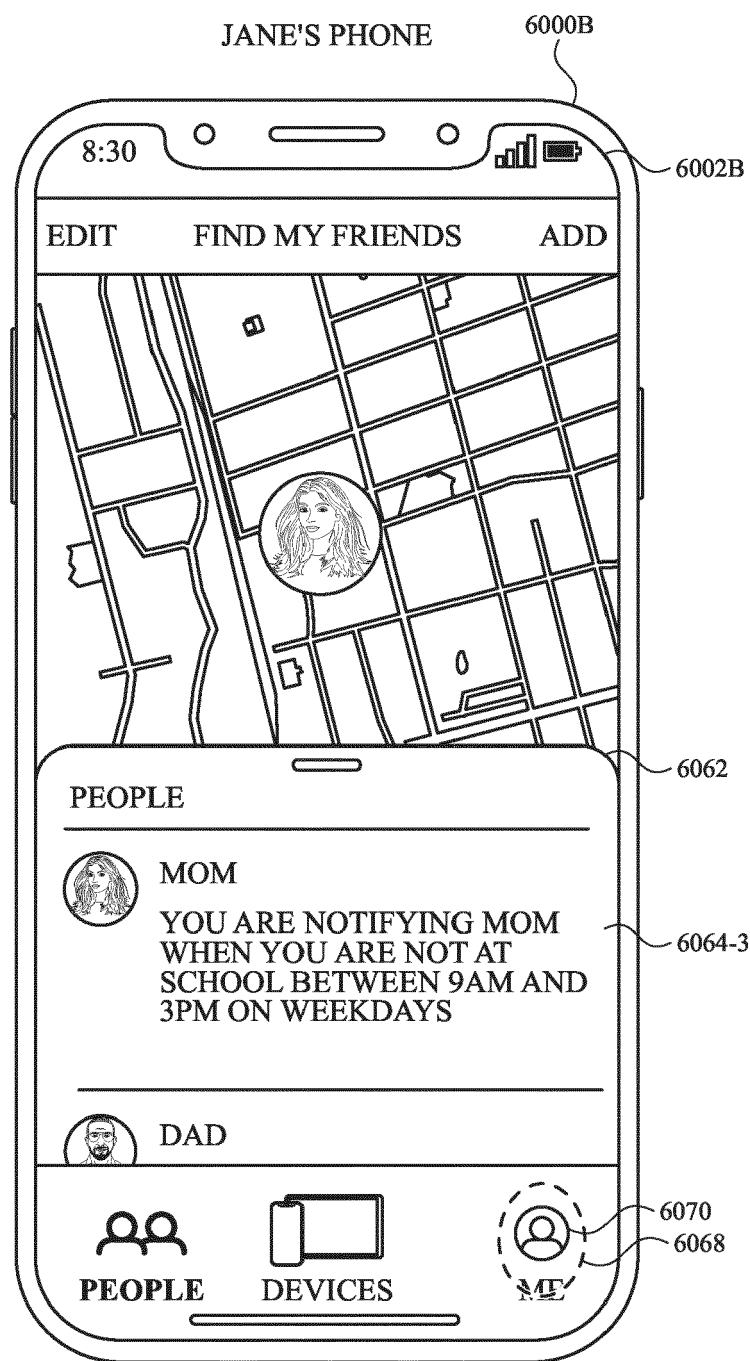 JANE'S PHONE
6000B
8:30
6002B
EDIT FIND MY FRIENDS ADD
6062
PEOPLE
MOM
YOU ARE NOTIFYING MOM
WHEN YOU ARE NOT AT
SCHOOL BETWEEN 9AM AND
3PM ON WEEKDAYS
6064-3
DAD
6070
6068
PEOPLE DEVICES ME